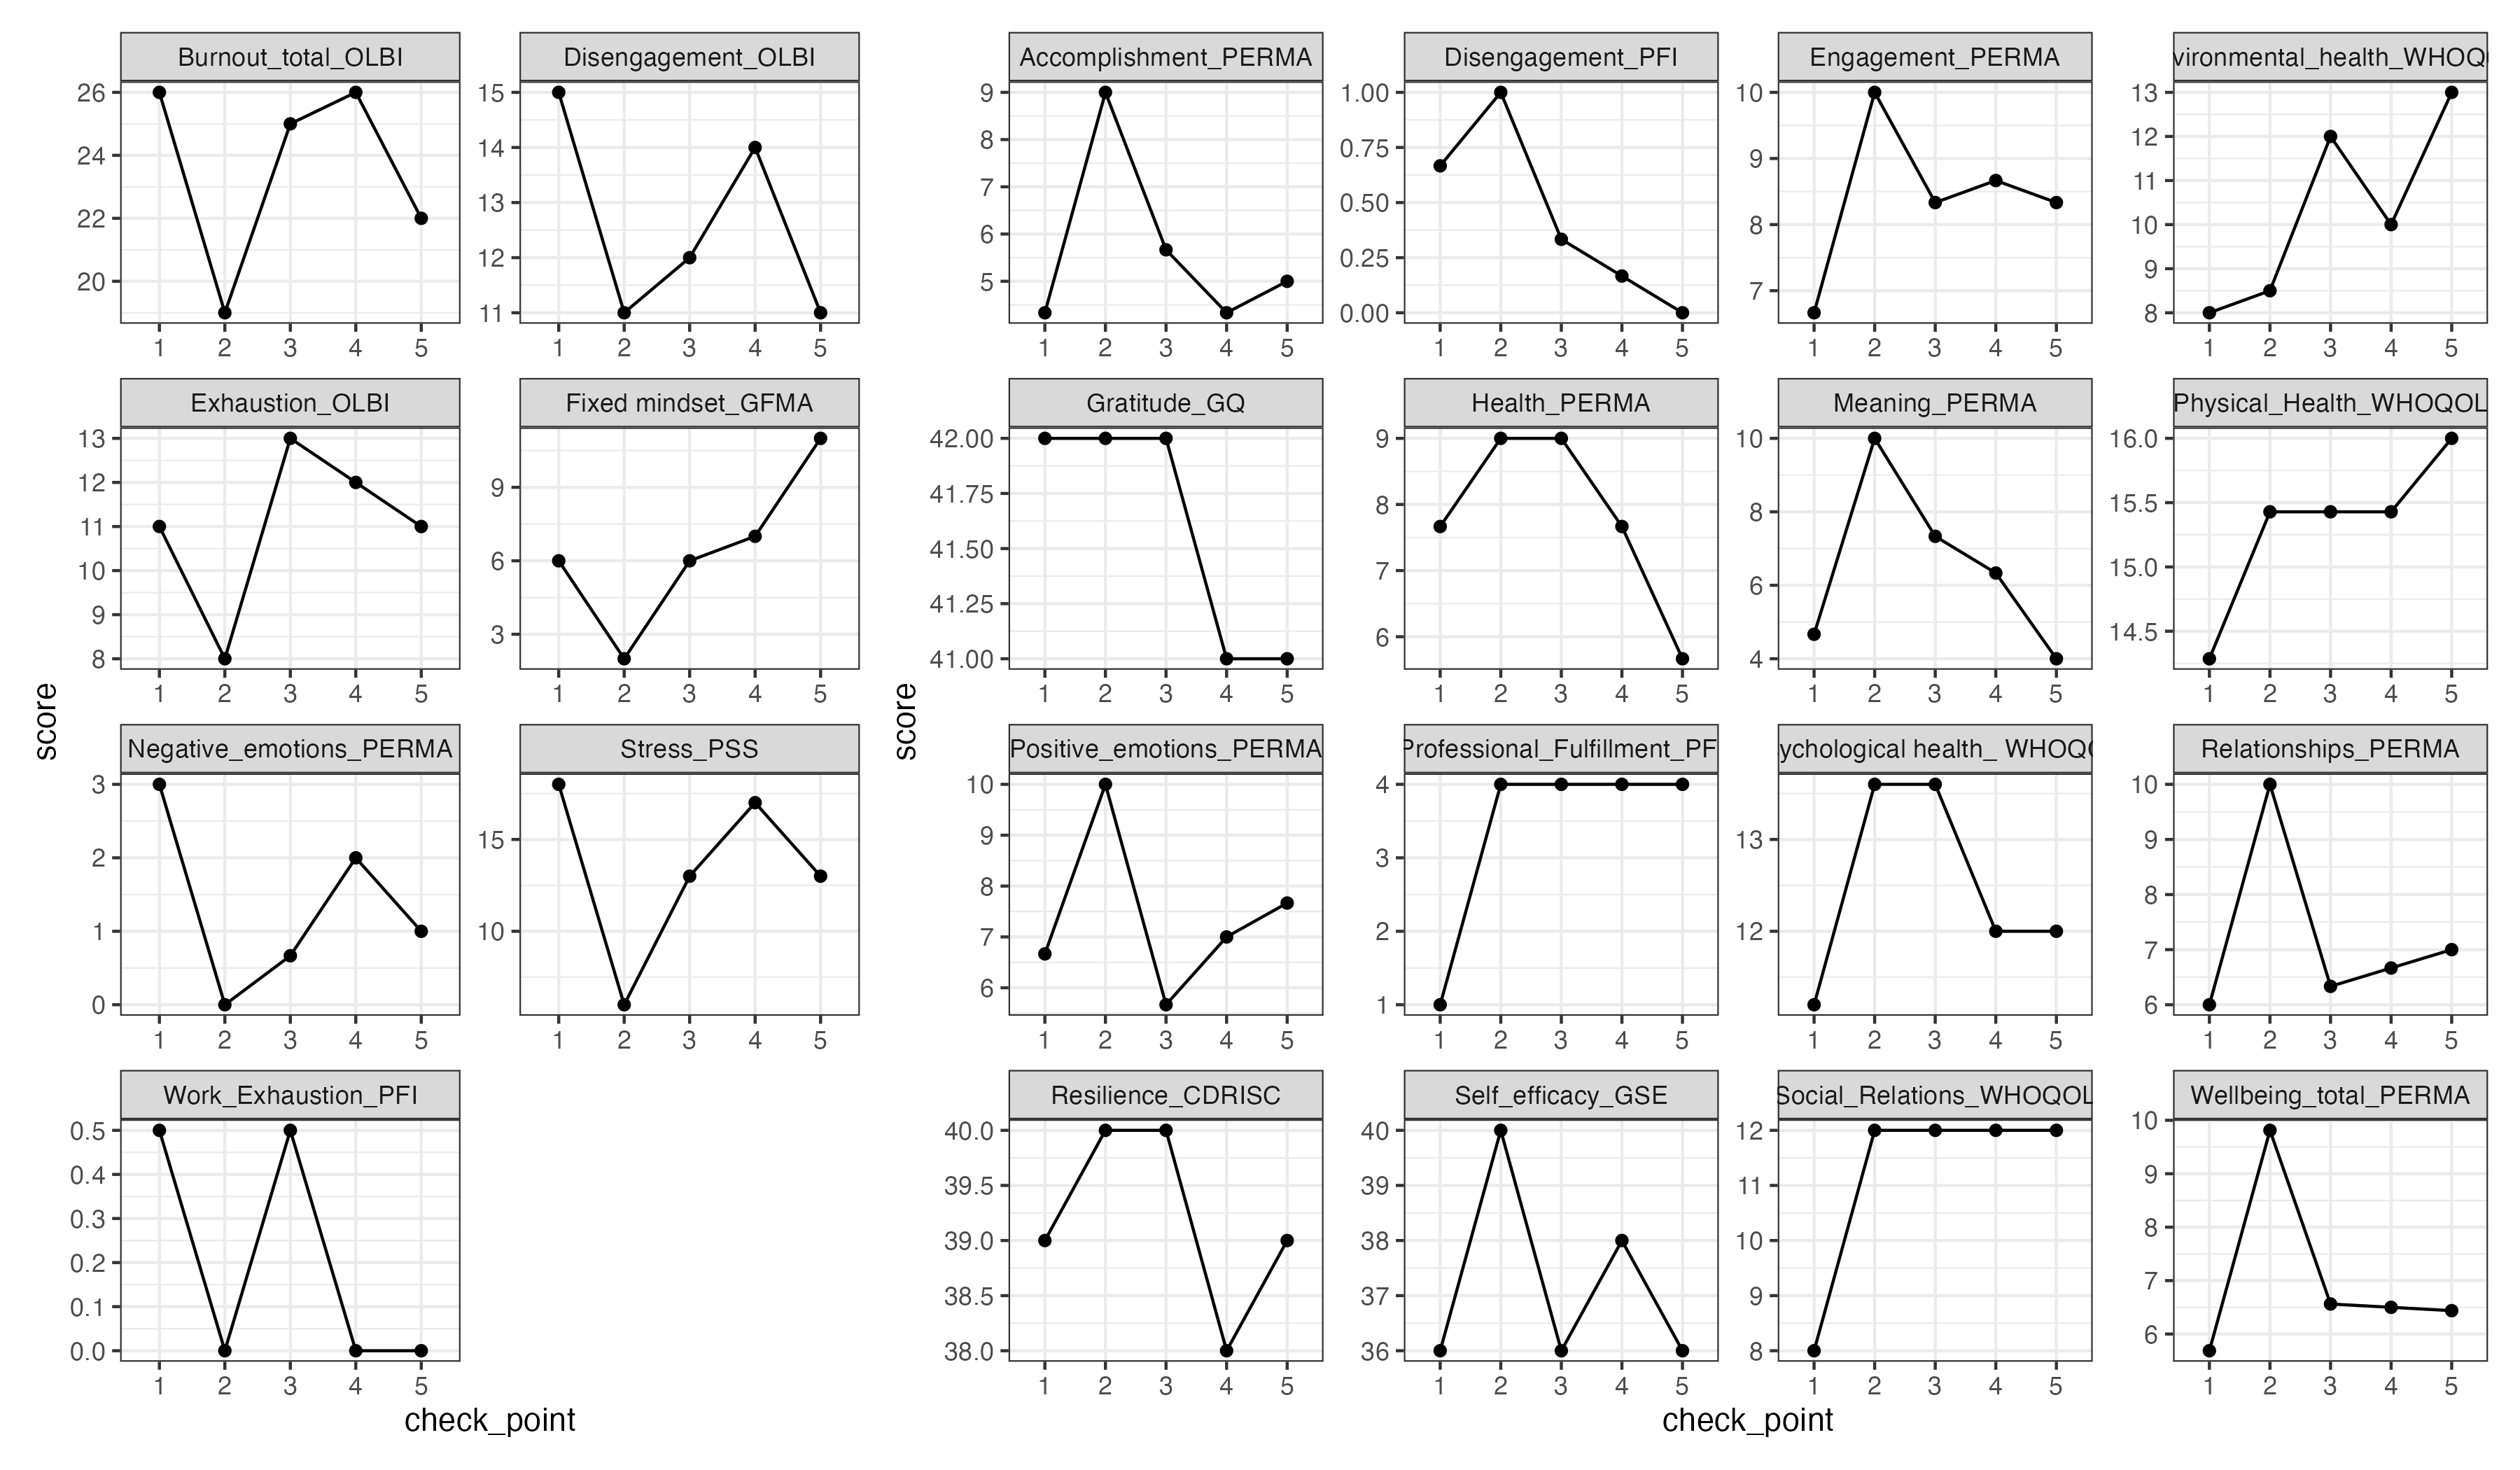 Burnout_total_OLBI
26
24
22
20
1 2 3 4 5
Disengagement_OLBI
15
14
13
12
11
1 2 3 4 5
Exhaustion_OLBI
13
12
11
10
9
8
1 2 3 4 5
Fixed mindset_GFMA
9
6
3
1 2 3 4 5
Negative_emotions_PERMA
3
2
1
0
1 2 3 4 5
Stress_PSS
15
10
1 2 3 4 5
Work_Exhaustion_PFI
0.5
0.4
0.3
0.2
0.1
0.0
1 2 3 4 5
score
check_point
Accomplishment_PERMA
9
8
7
6
5
1 2 3 4 5
Disengagement_PFI
1.00
0.75
0.50
0.25
0.00
1 2 3 4 5
Engagement_PERMA
10
9
8
7
1 2 3 4 5
vironmental_health_WHOQ
13
12
11
10
9
8
1 2 3 4 5
Gratitude_GQ
42.00
41.75
41.50
41.25
41.00
1 2 3 4 5
Health_PERMA
9
8
7
6
1 2 3 4 5
Meaning_PERMA
10
8
6
4
1 2 3 4 5
Physical_Health_WHOQOL
16.0
15.5
15.0
14.5
1 2 3 4 5
Positive_emotions_PERMA
10
9
8
7
6
1 2 3 4 5
Professional_Fulfillment_PF
4
3
2
1
1 2 3 4 5
ychological health_ WHOQ
13
12
1 2 3 4 5
Relationships_PERMA
10
9
8
7
6
1 2 3 4 5
Resilience_CDRISC
40.0
39.5
39.0
38.5
38.0
1 2 3 4 5
Self_efficacy_GSE
40
39
38
37
36
1 2 3 4 5
Social_Relations_WHOQOL
12
11
10
9
8
1 2 3 4 5
Wellbeing_total_PERMA
10
9
8
7
6
1 2 3 4 5
score
check_point